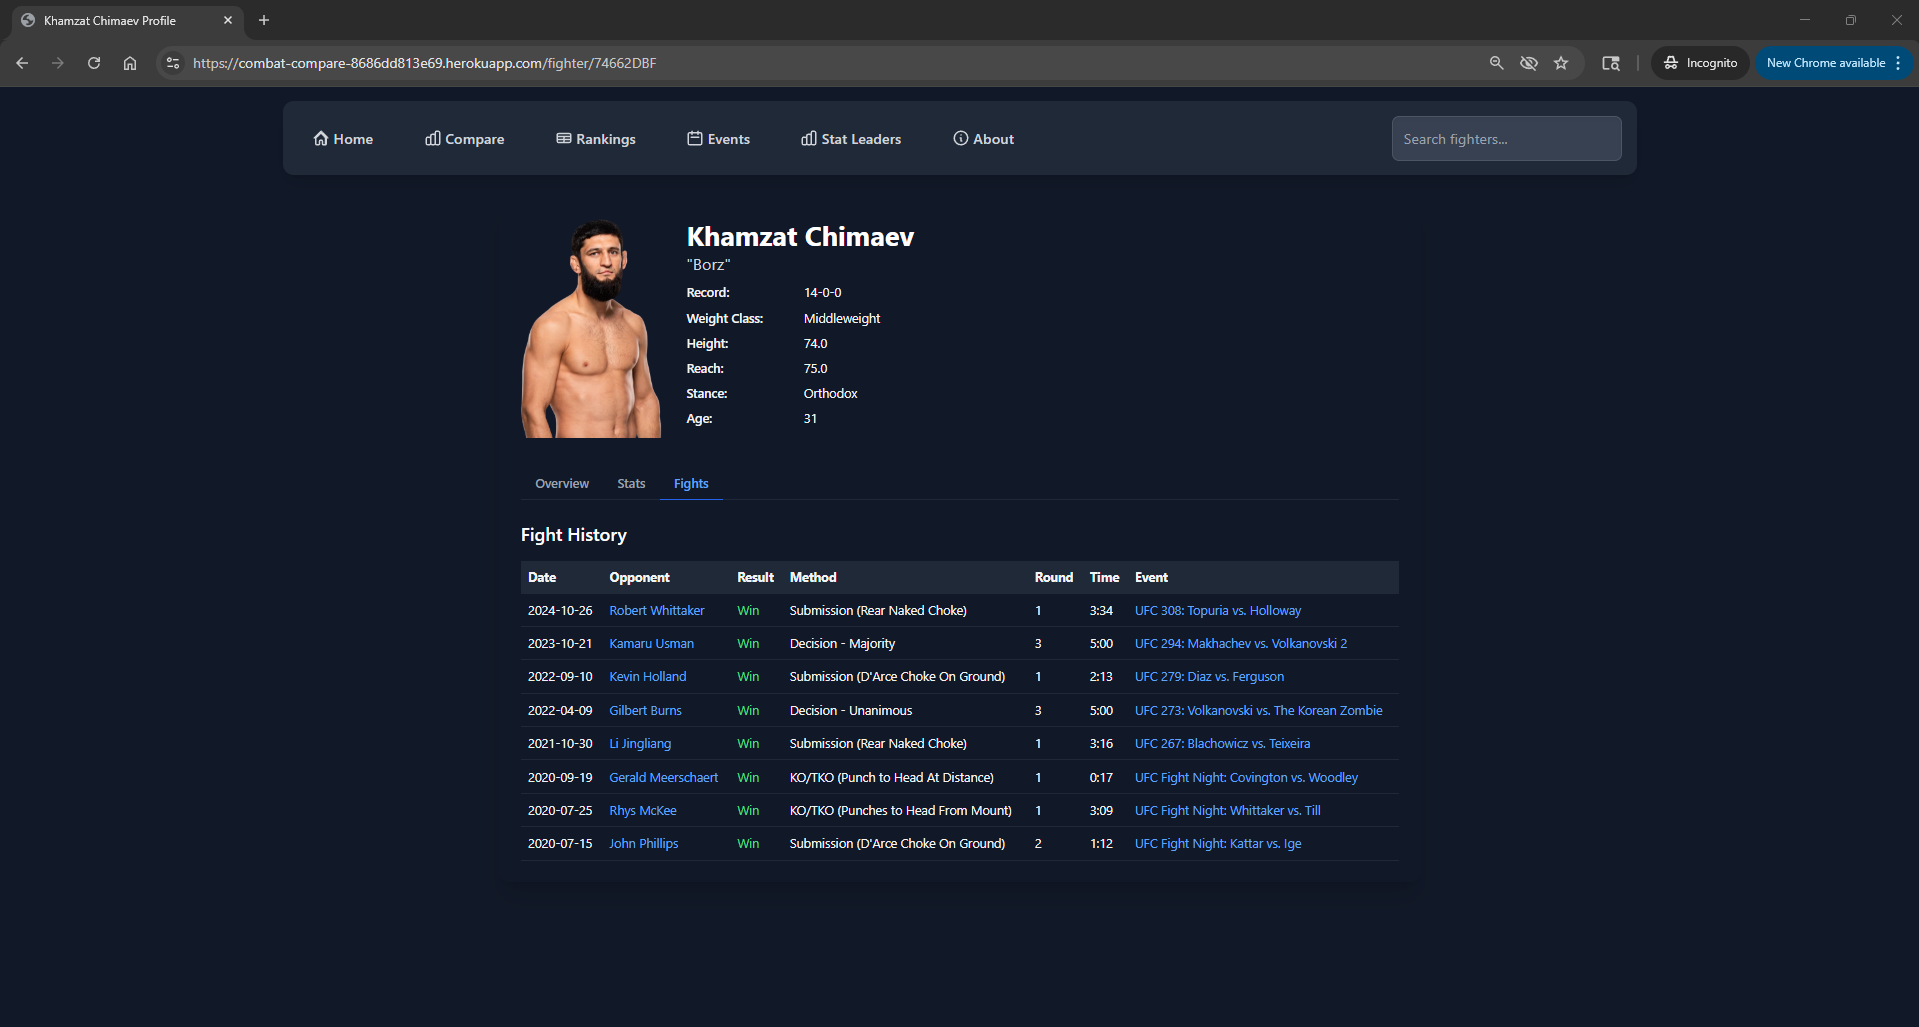 Khamzat Chimaev Profile
https://combat-compare-8686dd813e69.herokuapp.com/fighter/74662DBF
Incognito
New Chrome available
Home
Compare
Rankings
Events
Stat Leaders
About
Search fighters...
Khamzat Chimaev
"Borz"
Record: 14-0-0
Weight Class: Middleweight
Height: 74.0
Reach: 75.0
Stance: Orthodox
Age: 31
Overview Stats Fights
Fight History
Date Opponent Result Method Round Time Event
2024-10-26 Robert Whittaker Win Submission (Rear Naked Choke) 1 3:34 UFC 308: Topuria vs. Holloway
2023-10-21 Kamaru Usman Win Decision - Majority 3 5:00 UFC 294: Makhachev vs. Volkanovski 2
2022-09-10 Kevin Holland Win Submission (D'Arce Choke On Ground) 1 2:13 UFC 279: Diaz vs. Ferguson
2022-04-09 Gilbert Burns Win Decision - Unanimous 3 5:00 UFC 273: Volkanovski vs. The Korean Zombie
2021-10-30 Li Jingliang Win Submission (Rear Naked Choke) 1 3:16 UFC 267: Blachowicz vs. Teixeira
2020-09-19 Gerald Meerschaert Win KO/TKO (Punch to Head At Distance) 1 0:17 UFC Fight Night: Covington vs. Woodley
2020-07-25 Rhys McKee Win KO/TKO (Punches to Head From Mount) 1 3:09 UFC Fight Night: Whittaker vs. Till
2020-07-15 John Phillips Win Submission (D'Arce Choke On Ground) 2 1:12 UFC Fight Night: Kattar vs. Ige